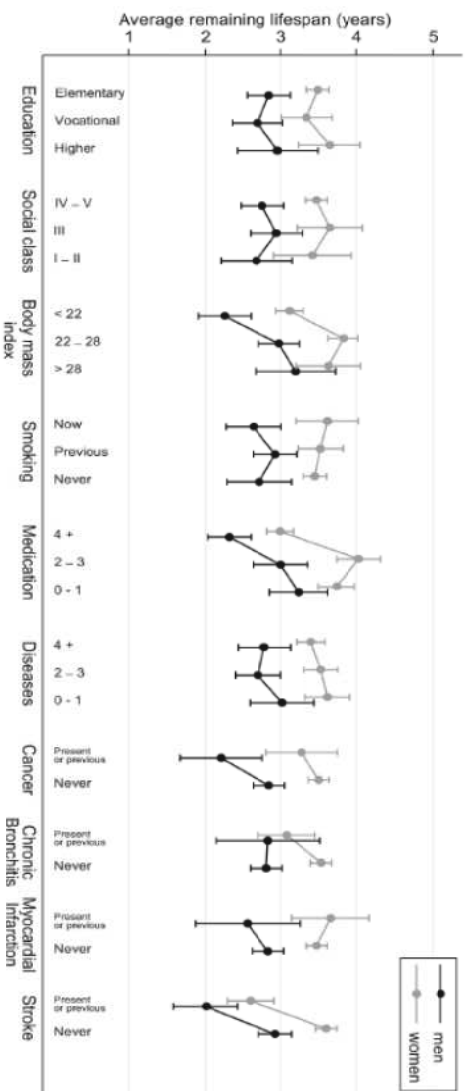 Average remaining lifespan (years)
1 2 3 4 5
Education
Elementary
Vocational
Higher
Social class
IV – V
III
I – II
Body mass
index
< 22
22 – 28
> 28
Smoking
Now
Previous
Never
Medication
4 +
2 – 3
0 - 1
Diseases
4 +
2 – 3
0 - 1
Cancer
Present
or previous
Never
Chronic
Bronchitis
Present
or previous
Never
Myocardial
Infarction
Present
or previous
Never
Stroke
Present
or previous
Never
men
women